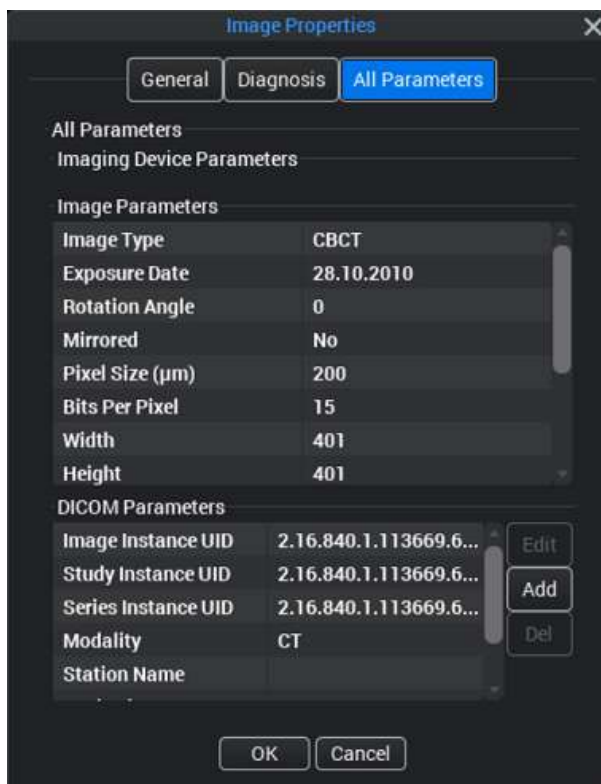 Image Properties
General Diagnosis All Parameters
All Parameters
Imaging Device Parameters
Image Parameters
Image Type CBCT
Exposure Date 28.10.2010
Rotation Angle 0
Mirrored No
Pixel Size (µm) 200
Bits Per Pixel 15
Width 401
Height 401
DICOM Parameters
Image Instance UID 2.16.840.1.113669.6...
Edit
Study Instance UID 2.16.840.1.113669.6...
Add
Series Instance UID 2.16.840.1.113669.6...
Modality CT
Del
Station Name
OK Cancel